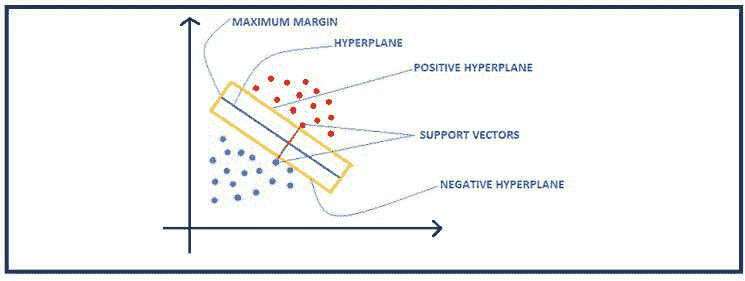 MAXIMUM MARGIN
HYPERPLANE
POSITIVE HYPERPLANE
SUPPORT VECTORS
NEGATIVE HYPERPLANE